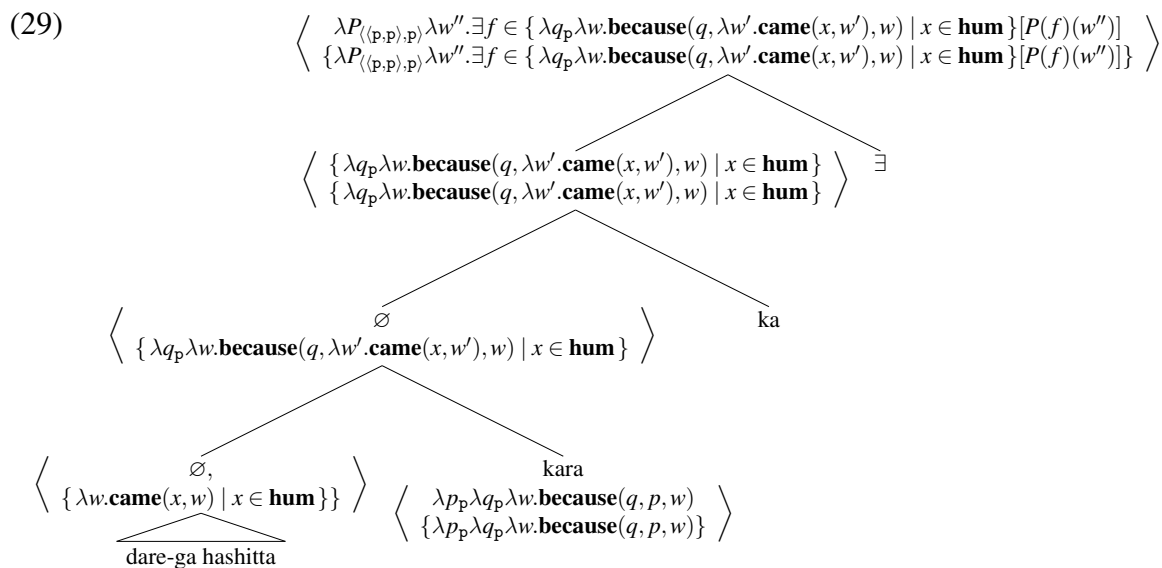 (29)
⟨ λP⟨⟨p,p⟩,p⟩λw″.∃f ∈ { λqpλw.because(q, λw′.came(x,w′),w) | x ∈ hum }[P(f)(w″)]
{λP⟨⟨p,p⟩,p⟩λw″.∃f ∈ { λqpλw.because(q, λw′.came(x,w′),w) | x ∈ hum }[P(f)(w″)]} ⟩
⟨ { λqpλw.because(q, λw′.came(x,w′),w) | x ∈ hum } ∃
{ λqpλw.because(q, λw′.came(x,w′),w) | x ∈ hum } ⟩
⟨ ∅ ka
{ λqpλw.because(q, λw′.came(x,w′),w) | x ∈ hum } ⟩
⟨ ∅,
{ λw.came(x,w) | x ∈ hum }} ⟩
kara
⟨ λppλqpλw.because(q, p,w)
{λppλqpλw.because(q, p,w)} ⟩
dare-ga hashitta